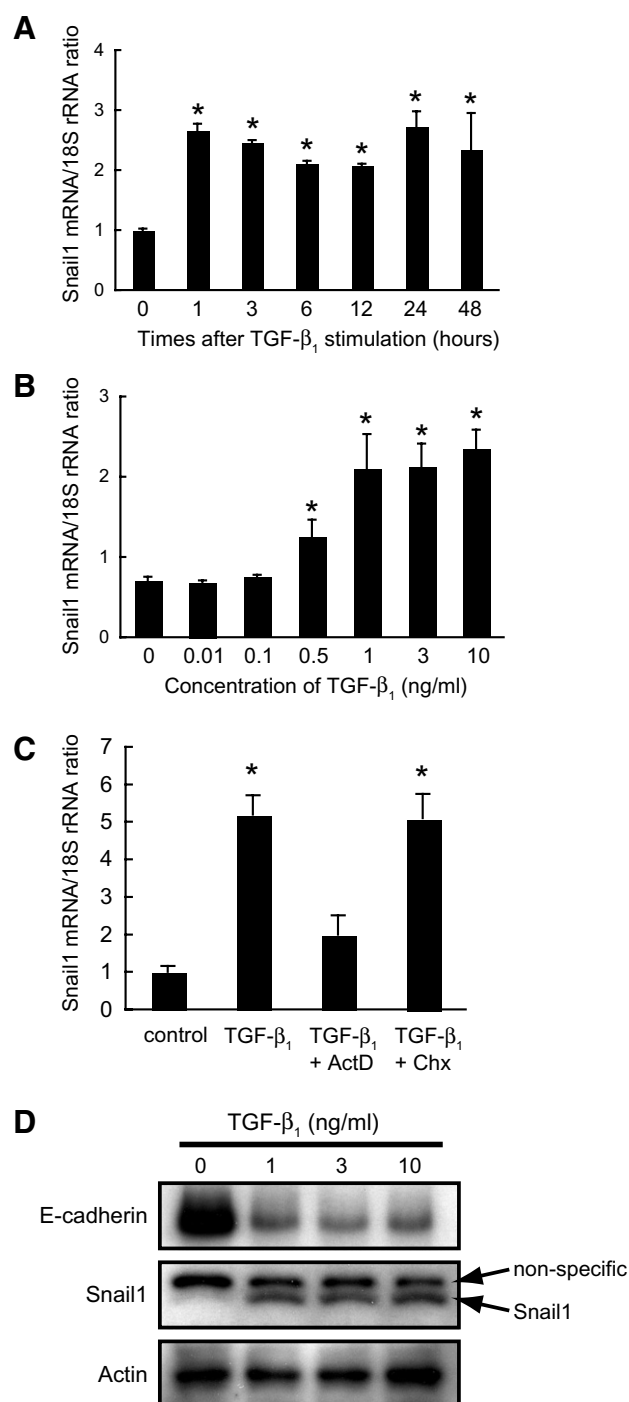 A
Snail1 mRNA/18S rRNA ratio
4
3
2
1
0
* * * * * *
0 1 3 6 12 24 48
Times after TGF-β₁ stimulation (hours)
B
Snail1 mRNA/18S rRNA ratio
3
2
1
0
* * * *
0 0.01 0.1 0.5 1 3 10
Concentration of TGF-β₁ (ng/ml)
C
Snail1 mRNA/18S rRNA ratio
7
6
5
4
3
2
1
0
* *
control TGF-β₁ TGF-β₁ TGF-β₁
+ ActD + Chx
D
TGF-β₁ (ng/ml)
0 1 3 10
E-cadherin
non-specific
Snail1
Snail1
Actin